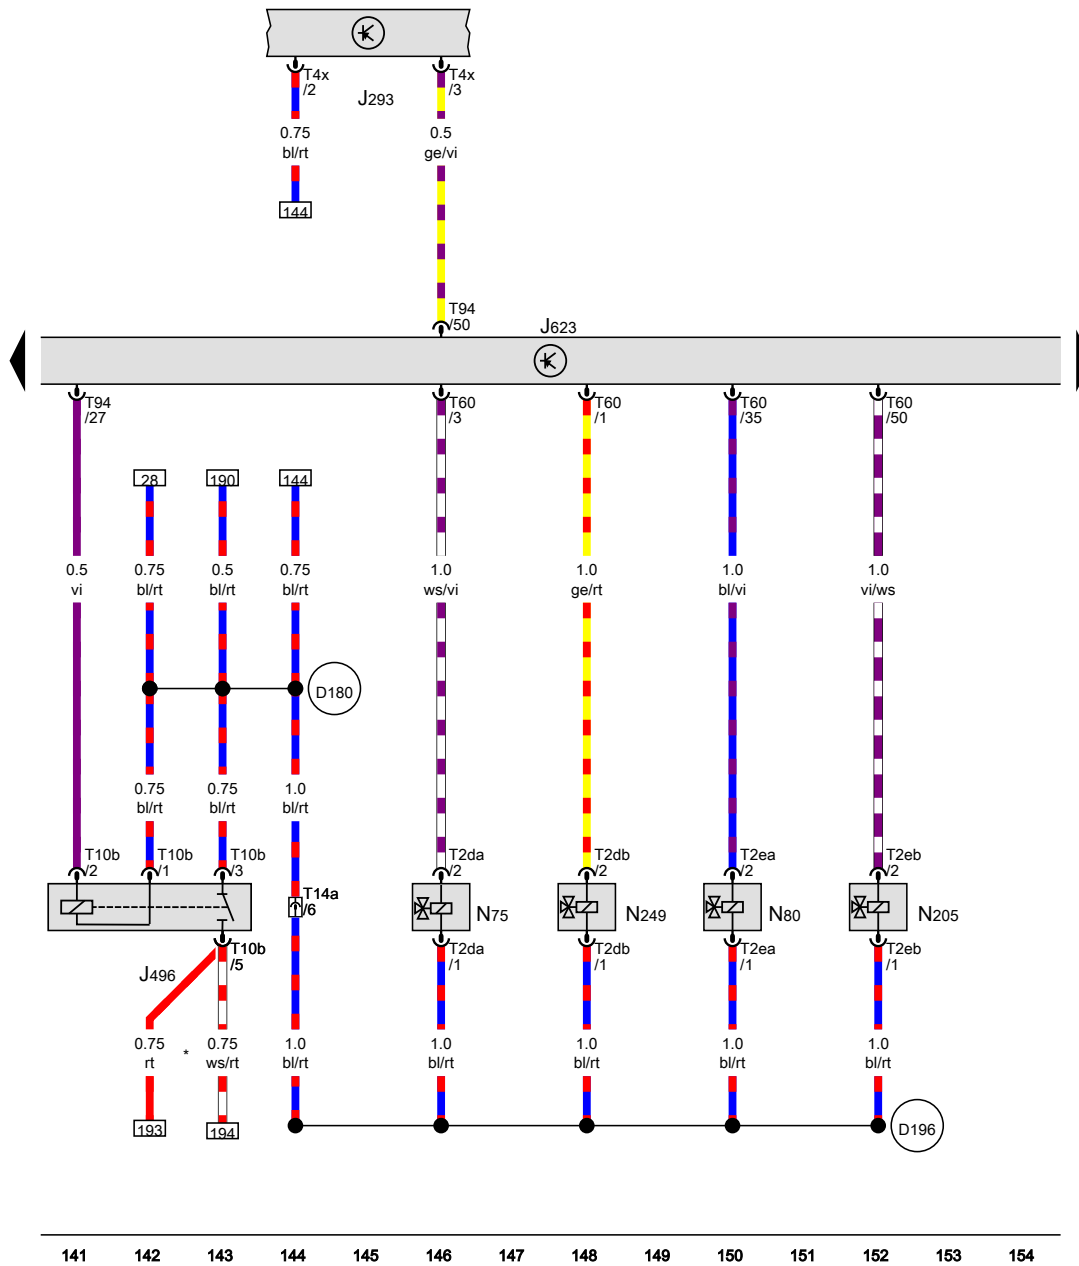 T4x
/2
J293
T4x
/3
0.75
bl/rt
0.5
ge/vi
144
T94
/50
J623
T94
/27
T60
/3
T60
/1
T60
/35
T60
/50
28
190
144
0.5
vi
0.75
bl/rt
0.5
bl/rt
0.75
bl/rt
1.0
ws/vi
1.0
ge/rt
1.0
bl/vi
1.0
vi/ws
D180
0.75
bl/rt
0.75
bl/rt
1.0
bl/rt
T10b
/2
T10b
/1
T10b
/3
T2da
/2
T2db
/2
T2ea
/2
T2eb
/2
T14a
/6
N75
N249
N80
N205
J496
T10b
/5
T2da
/1
T2db
/1
T2ea
/1
T2eb
/1
0.75
rt
*
0.75
ws/rt
1.0
bl/rt
1.0
bl/rt
1.0
bl/rt
1.0
bl/rt
1.0
bl/rt
193
194
D196
141 142 143 144 145 146 147 148 149 150 151 152 153 154